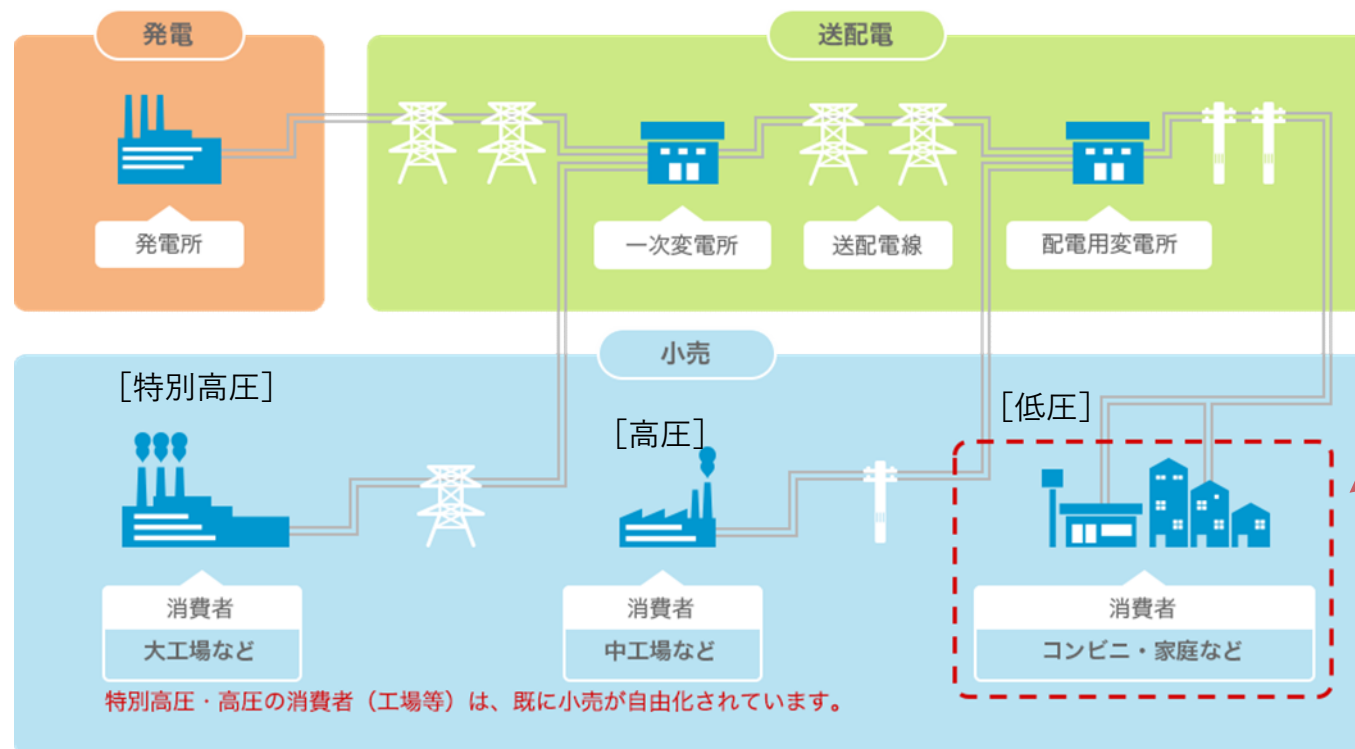 発電
送配電
発電所
一次変電所
送配電線
配電用変電所
小売
［特別高圧］
［高圧］
［低圧］
消費者
大工場など
消費者
中工場など
消費者
コンビニ・家庭など
特別高圧・高圧の消費者（工場等）は、既に小売が自由化されています。